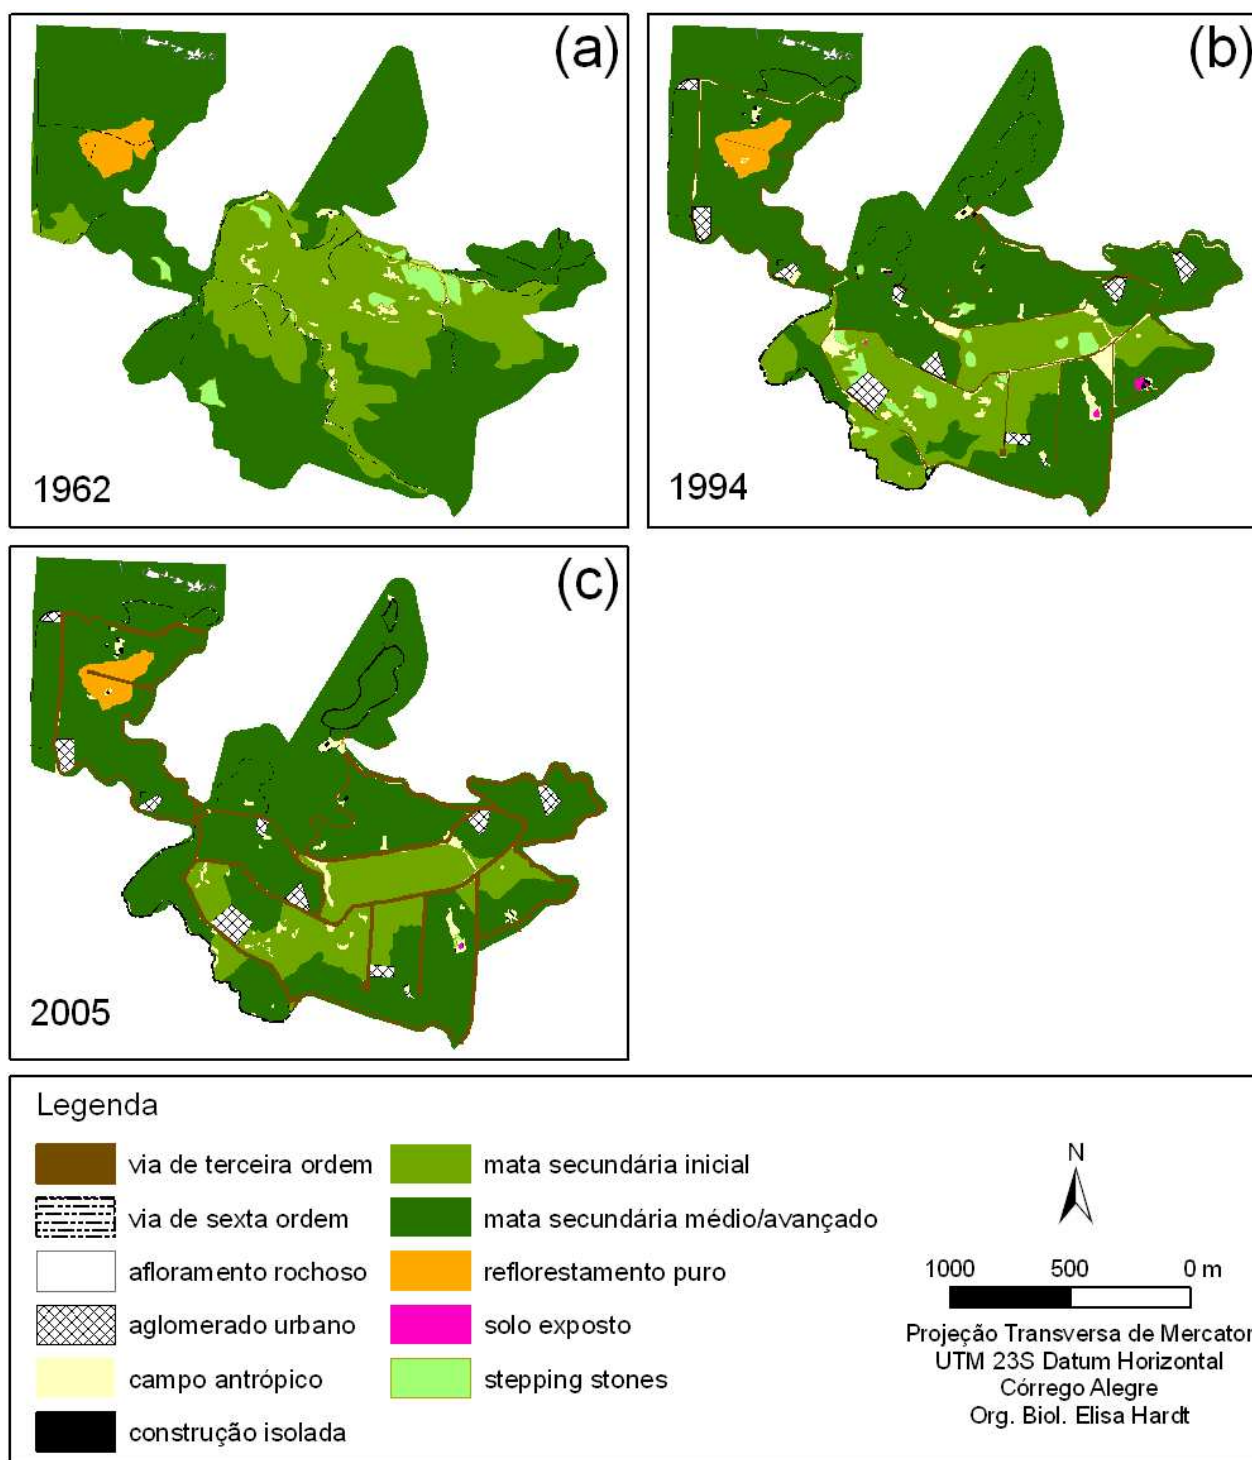 (a)
1962
(b)
1994
(c)
2005
Legenda
via de terceira ordem
via de sexta ordem
afloramento rochoso
aglomerado urbano
campo antrópico
construção isolada
mata secundária inicial
mata secundária médio/avançado
reflorestamento puro
solo exposto
stepping stones
N
1000 500 0 m
Projeção Transversa de Mercator
UTM 23S Datum Horizontal
Córrego Alegre
Org. Biol. Elisa Hardt